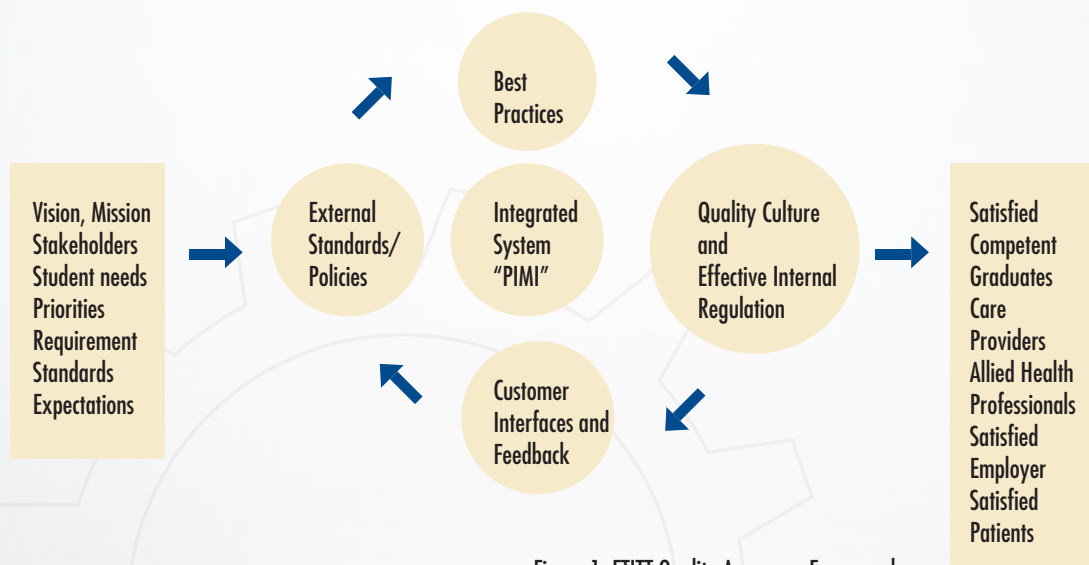 Best
Practices
Vision, Mission
Stakeholders
Student needs
Priorities
Requirement
Standards
Expectations
External
Standards/
Policies
Integrated
System
“PIMI”
Quality Culture
and
Effective Internal
Regulation
Satisfied
Competent
Graduates
Care
Providers
Allied Health
Professionals
Satisfied
Employer
Satisfied
Patients
Customer
Interfaces and
Feedback